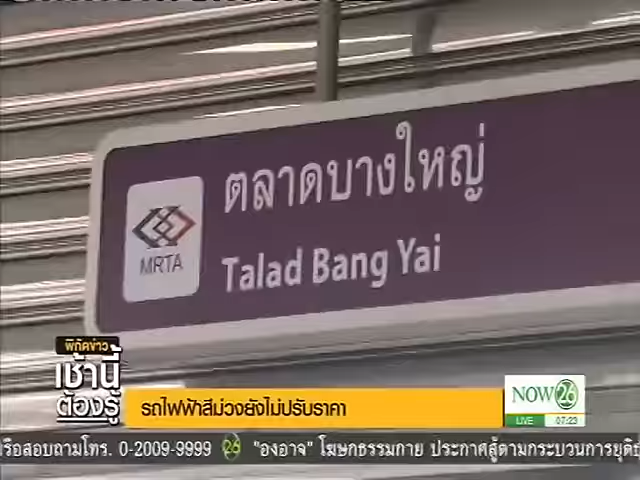 ตลาดบางใหญ่
MRTA
Talad Bang Yai
พิกัดข่าว
เช้านี้
ต้องรู้
รถไฟฟ้าสีม่วงยังไม่ปรับราคา
NOW26
LIVE 07:23
หรือสอบถามโทร. 0-2009-9999 26 "องอาจ" โฆษกธรรมกาย ประกาศสู้ตามกระบวนการยุติธ